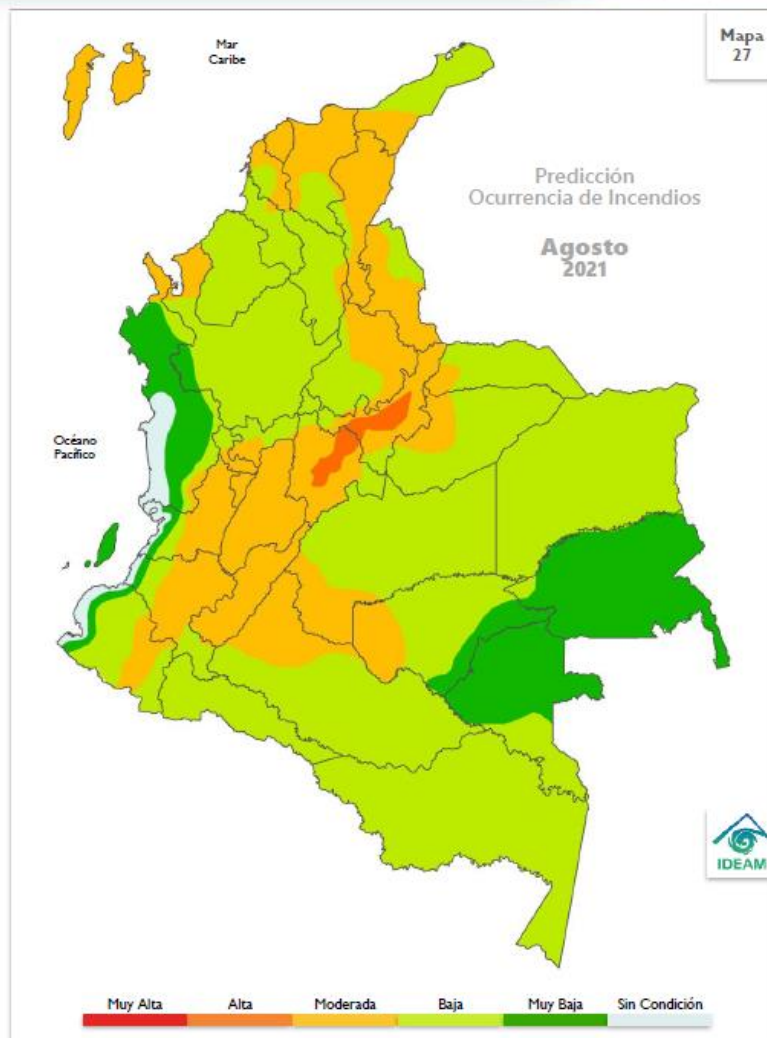 Mar
Caribe
Mapa
27
Predicción
Ocurrencia de Incendios
Agosto
2021
Océano
Pacífico
IDEAM
Muy Alta
Alta
Moderada
Baja
Muy Baja
Sin Condición